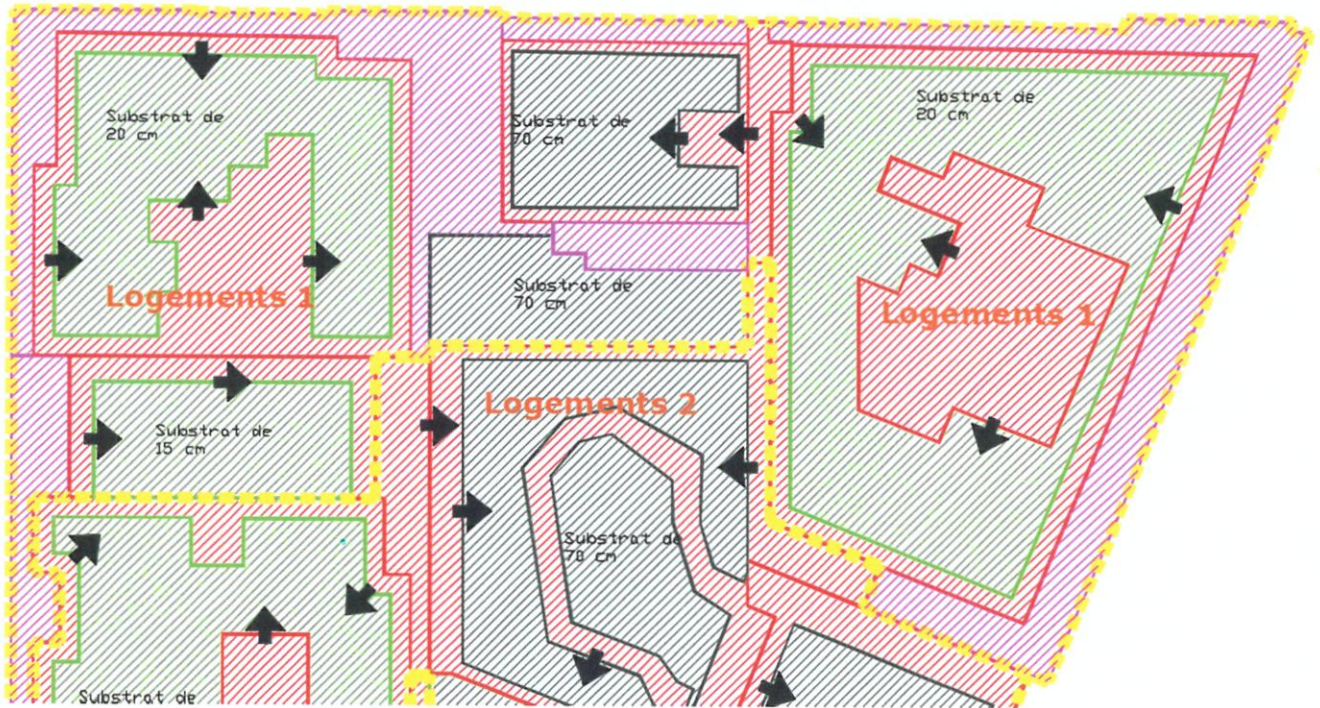 Substrat de
20 cm
Substrat de
70 cm
Substrat de
20 cm
Logements 1
Substrat de
70 cm
Logements 1
Logements 2
Substrat de
15 cm
Substrat de
70 cm
Substrat de